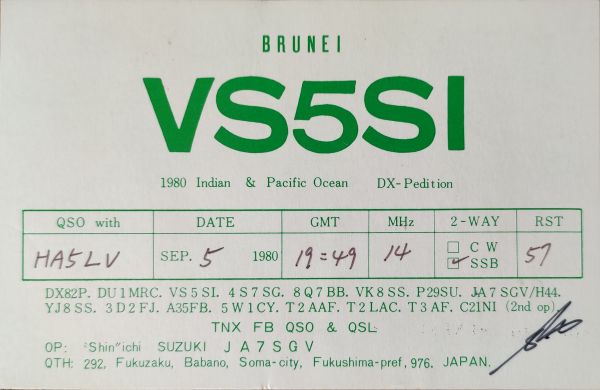 BRUNEI
VS5SI
1980 Indian & Pacific Ocean DX-Pedition
QSO with DATE GMT MHz 2-WAY RST
HA5LV SEP. 5 1980 19=49 14 ☐ CW ☑ SSB 57
DX82P. DU1MRC. VS5SI. 4S7SG. 8Q7BB. VK8SS. P29SU. JA7SGV/H44.
YJ8SS. 3D2FJ. A35FB. 5W1CY. T2AAF. T2LAC. T3AF. C21NI (2nd op).
TNX FB QSO & QSL
OP: "Shin"ichi SUZUKI JA7SGV
QTH: 292, Fukuzaku, Babano, Soma-city, Fukushima-pref, 976, JAPAN.